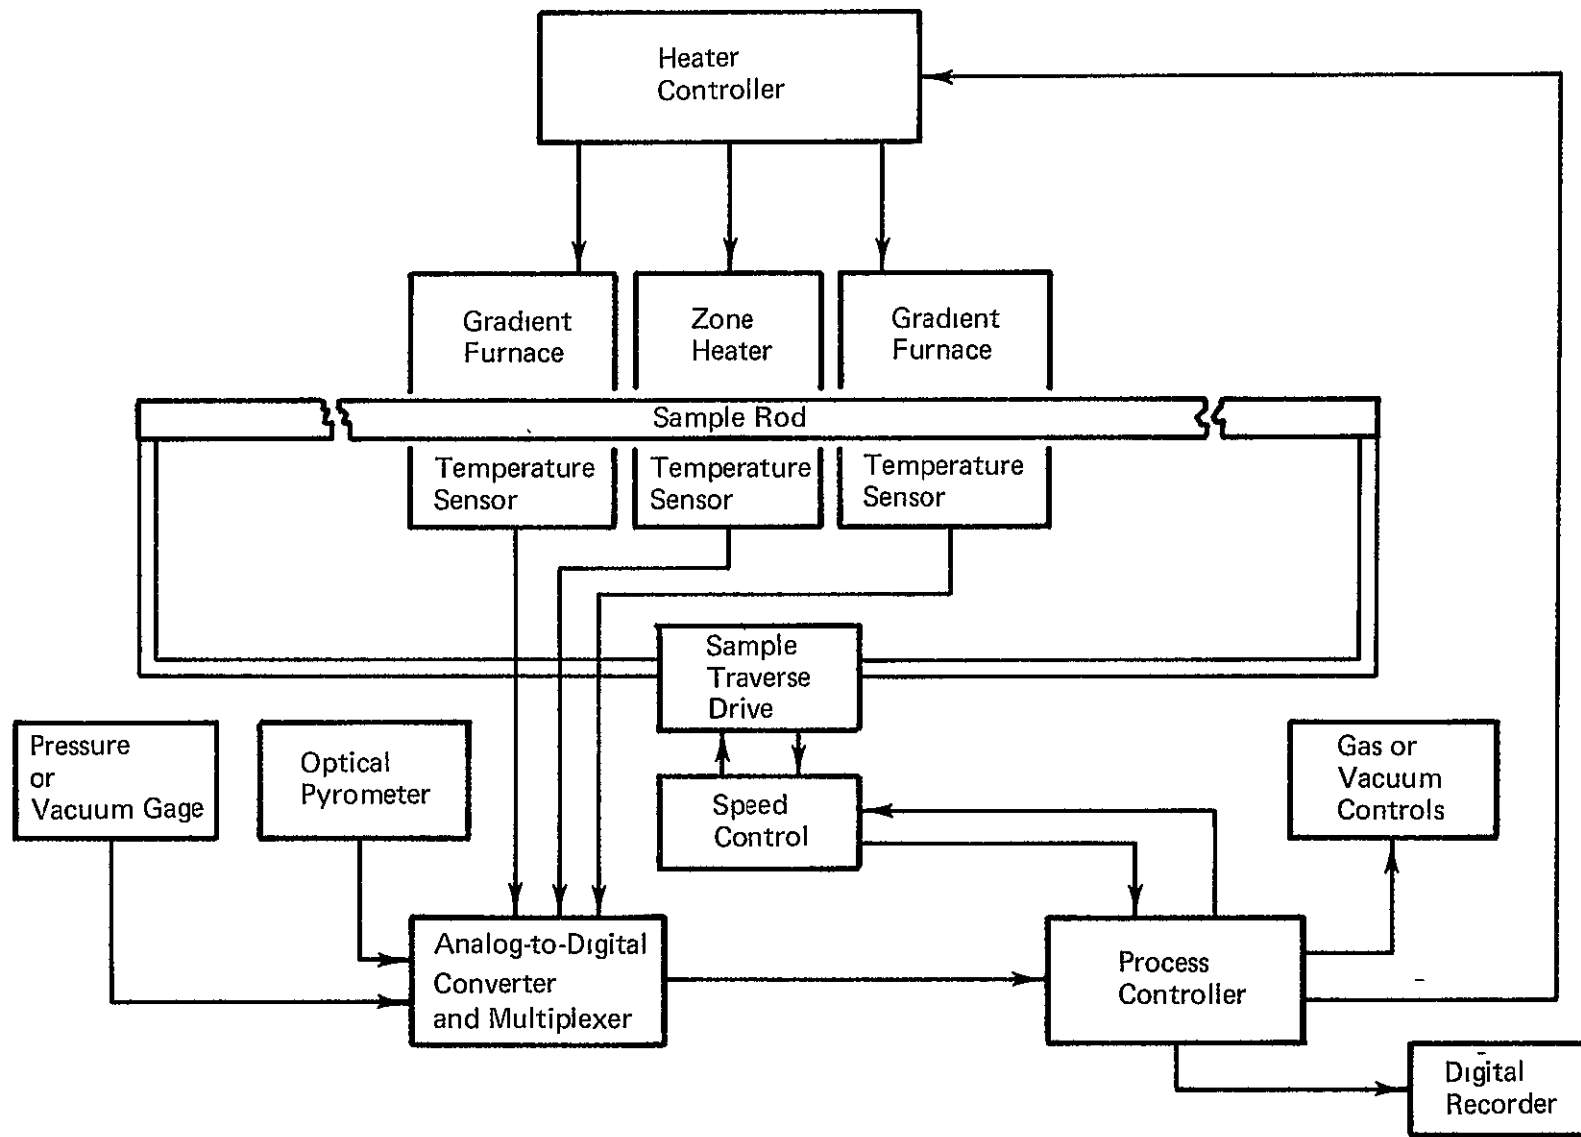 Heater
Controller
Gradient
Furnace
Zone
Heater
Gradient
Furnace
Sample Rod
Temperature
Sensor
Temperature
Sensor
Temperature
Sensor
Sample
Traverse
Drive
Pressure
or
Vacuum Gage
Optical
Pyrometer
Speed
Control
Gas or
Vacuum
Controls
Analog-to-Digital
Converter
and Multiplexer
Process
Controller
Digital
Recorder